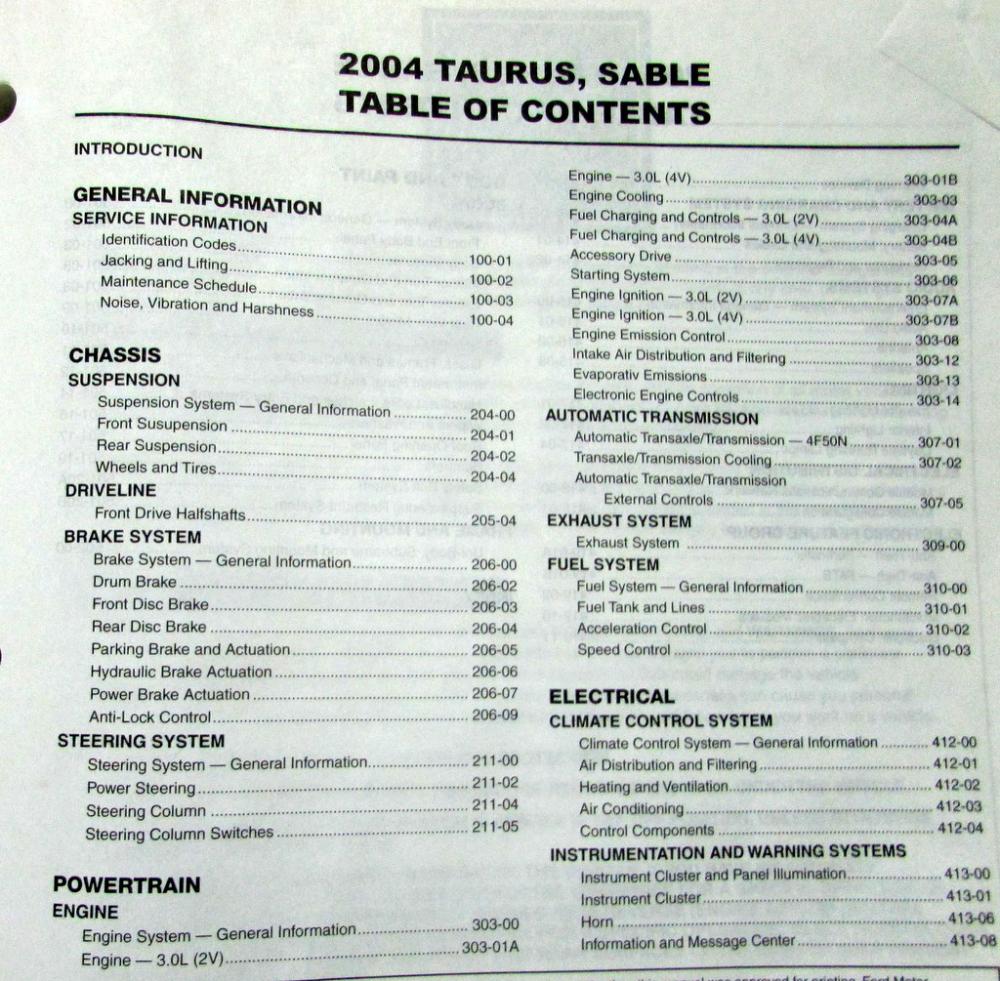 2004 TAURUS, SABLE
TABLE OF CONTENTS
INTRODUCTION
GENERAL INFORMATION
SERVICE INFORMATION
Identification Codes 100-01
Jacking and Lifting 100-02
Maintenance Schedule 100-03
Noise, Vibration and Harshness 100-04
CHASSIS
SUSPENSION
Suspension System — General Information 204-00
Front Susupension 204-01
Rear Suspension 204-02
Wheels and Tires 204-04
DRIVELINE
Front Drive Halfshafts 205-04
BRAKE SYSTEM
Brake System — General Information 206-00
Drum Brake 206-02
Front Disc Brake 206-03
Rear Disc Brake 206-04
Parking Brake and Actuation 206-05
Hydraulic Brake Actuation 206-06
Power Brake Actuation 206-07
Anti-Lock Control 206-09
STEERING SYSTEM
Steering System — General Information 211-00
Power Steering 211-02
Steering Column 211-04
Steering Column Switches 211-05
POWERTRAIN
ENGINE
Engine System — General Information 303-00
Engine — 3.0L (2V) 303-01A
Engine — 3.0L (4V) 303-01B
Engine Cooling 303-03
Fuel Charging and Controls — 3.0L (2V) 303-04A
Fuel Charging and Controls — 3.0L (4V) 303-04B
Accessory Drive 303-05
Starting System 303-06
Engine Ignition — 3.0L (2V) 303-07A
Engine Ignition — 3.0L (4V) 303-07B
Engine Emission Control 303-08
Intake Air Distribution and Filtering 303-12
Evaporativ Emissions 303-13
Electronic Engine Controls 303-14
AUTOMATIC TRANSMISSION
Automatic Transaxle/Transmission — 4F50N 307-01
Transaxle/Transmission Cooling 307-02
Automatic Transaxle/Transmission
External Controls 307-05
EXHAUST SYSTEM
Exhaust System 309-00
FUEL SYSTEM
Fuel System — General Information 310-00
Fuel Tank and Lines 310-01
Acceleration Control 310-02
Speed Control 310-03
ELECTRICAL
CLIMATE CONTROL SYSTEM
Climate Control System — General Information 412-00
Air Distribution and Filtering 412-01
Heating and Ventilation 412-02
Air Conditioning 412-03
Control Components 412-04
INSTRUMENTATION AND WARNING SYSTEMS
Instrument Cluster and Panel Illumination 413-00
Instrument Cluster 413-01
Horn 413-06
Information and Message Center 413-08